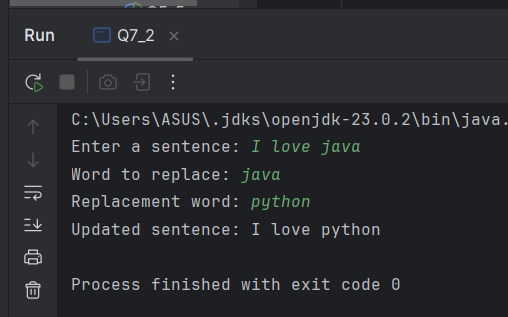 Run
Q7_2
C:\Users\ASUS\.jdks\openjdk-23.0.2\bin\java.
Enter a sentence: I love java
Word to replace: java
Replacement word: python
Updated sentence: I love python
Process finished with exit code 0